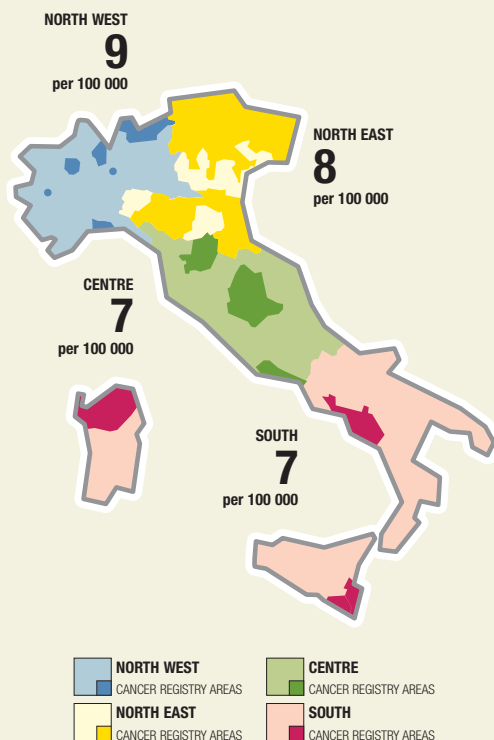 NORTH WEST
9
per 100 000
NORTH EAST
8
per 100 000
CENTRE
7
per 100 000
SOUTH
7
per 100 000
NORTH WEST
CANCER REGISTRY AREAS
CENTRE
CANCER REGISTRY AREAS
NORTH EAST
CANCER REGISTRY AREAS
SOUTH
CANCER REGISTRY AREAS